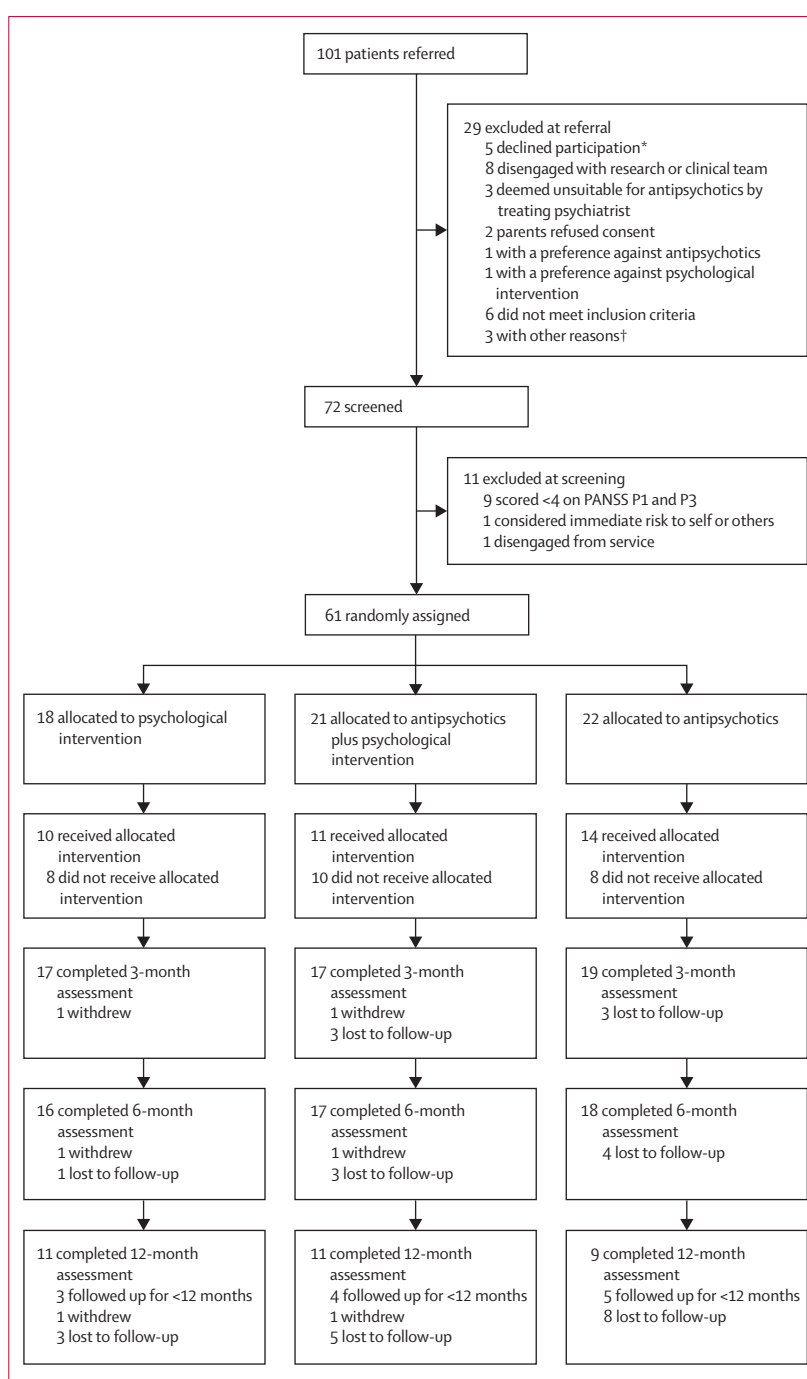 101 patients referred
29 excluded at referral
5 declined participation*
8 disengaged with research or clinical team
3 deemed unsuitable for antipsychotics by
treating psychiatrist
2 parents refused consent
1 with a preference against antipsychotics
1 with a preference against psychological
intervention
6 did not meet inclusion criteria
3 with other reasons†
72 screened
11 excluded at screening
9 scored <4 on PANSS P1 and P3
1 considered immediate risk to self or others
1 disengaged from service
61 randomly assigned
18 allocated to psychological
intervention
21 allocated to antipsychotics
plus psychological
intervention
22 allocated to antipsychotics
10 received allocated
intervention
8 did not receive allocated
intervention
11 received allocated
intervention
10 did not receive allocated
intervention
14 received allocated
intervention
8 did not receive allocated
intervention
17 completed 3-month
assessment
1 withdrew
17 completed 3-month
assessment
1 withdrew
3 lost to follow-up
19 completed 3-month
assessment
3 lost to follow-up
16 completed 6-month
assessment
1 withdrew
1 lost to follow-up
17 completed 6-month
assessment
1 withdrew
3 lost to follow-up
18 completed 6-month
assessment
4 lost to follow-up
11 completed 12-month
assessment
3 followed up for <12 months
1 withdrew
3 lost to follow-up
11 completed 12-month
assessment
4 followed up for <12 months
1 withdrew
5 lost to follow-up
9 completed 12-month
assessment
5 followed up for <12 months
8 lost to follow-up